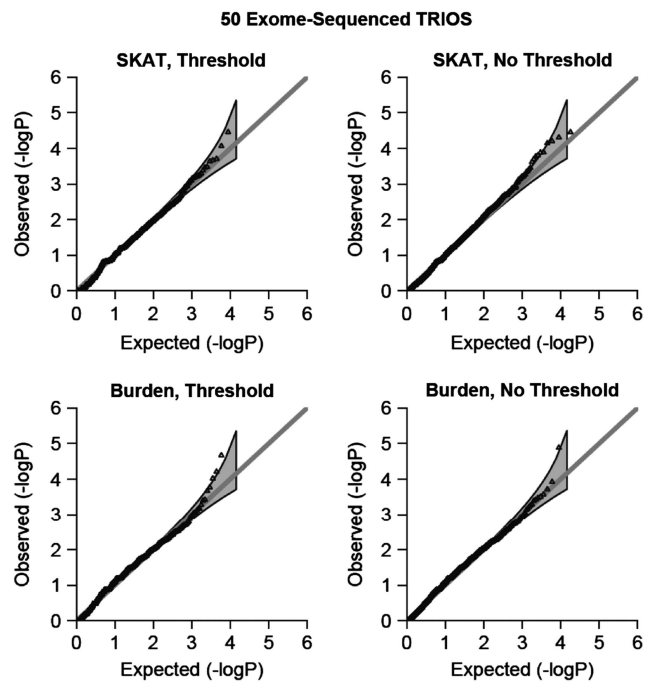 50 Exome-Sequenced TRIOS
SKAT, Threshold
6
5
4
3
2
1
0
0 1 2 3 4 5 6
Observed (-logP)
Expected (-logP)
SKAT, No Threshold
6
5
4
3
2
1
0
0 1 2 3 4 5 6
Observed (-logP)
Expected (-logP)
Burden, Threshold
6
5
4
3
2
1
0
0 1 2 3 4 5 6
Observed (-logP)
Expected (-logP)
Burden, No Threshold
6
5
4
3
2
1
0
0 1 2 3 4 5 6
Observed (-logP)
Expected (-logP)